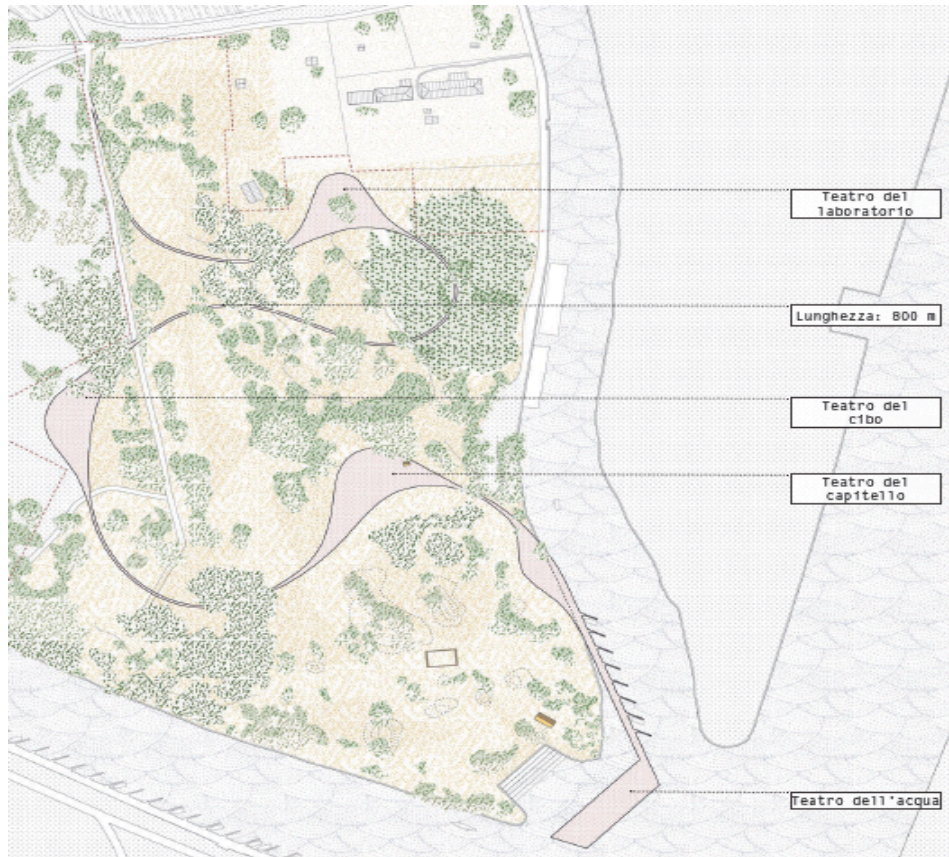 Teatro del
laboratorio
Lunghezza: 800 m
Teatro del
cibo
Teatro del
capitello
Teatro dell'acqua